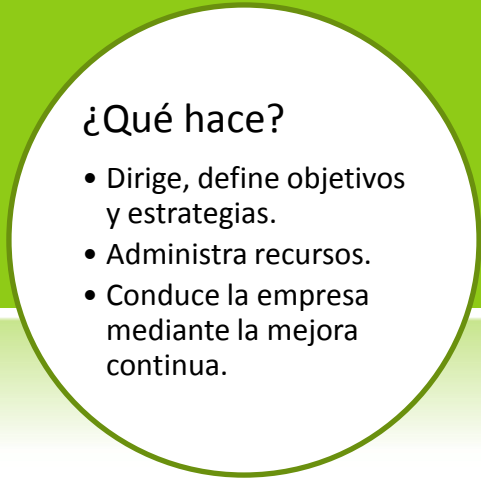 ¿Qué hace?
• Dirige, define objetivos
y estrategias.
• Administra recursos.
• Conduce la empresa
mediante la mejora
continua.